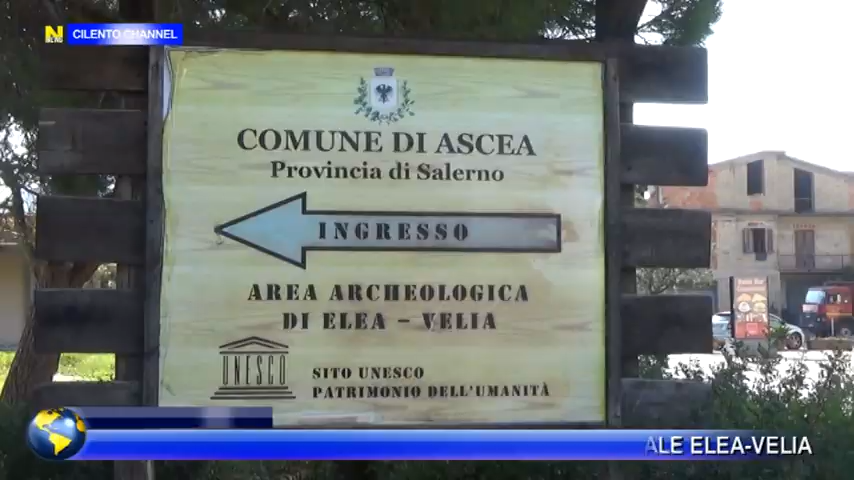 CILENTO CHANNEL
COMUNE DI ASCEA
Provincia di Salerno
INGRESSO
AREA ARCHEOLOGICA
DI ELEA – VELIA
UNESCO
SITO UNESCO
PATRIMONIO DELL'UMANITÀ
ALE ELEA-VELIA